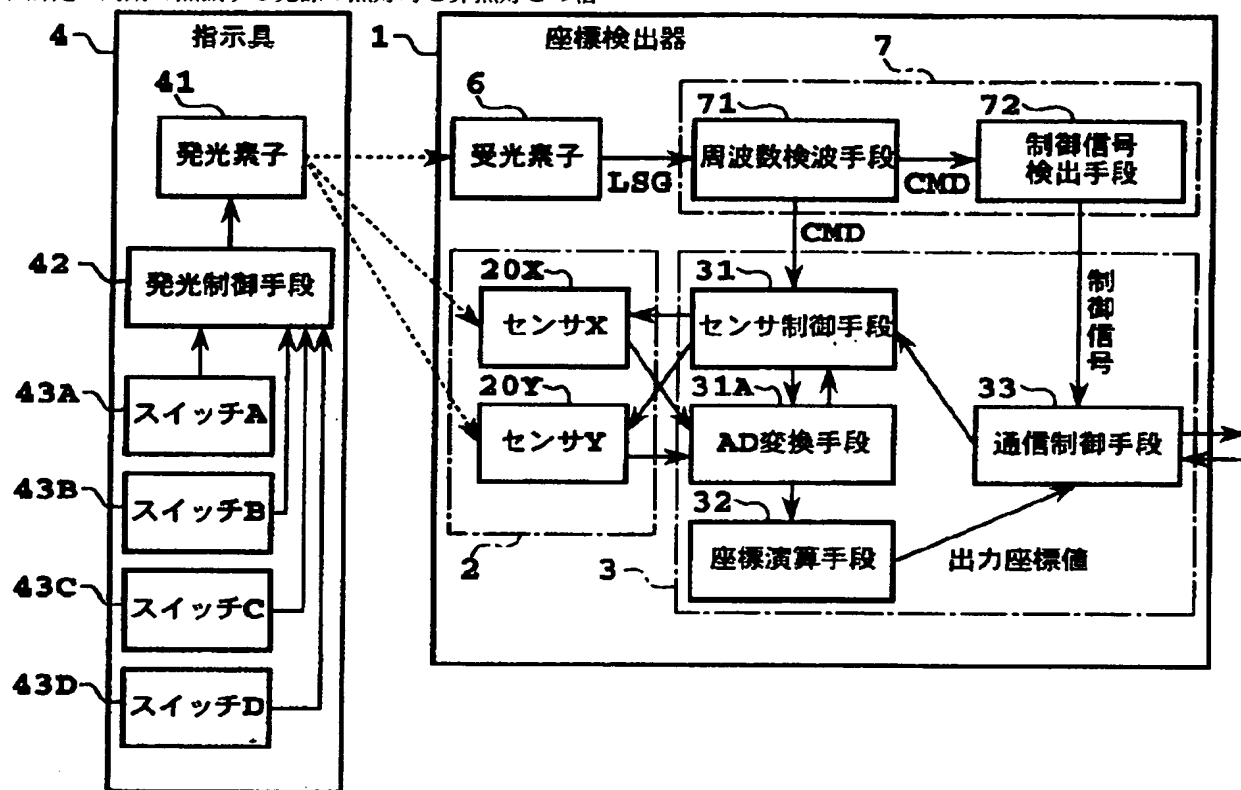 4
指示具
41
発光素子
42
発光制御手段
43A
スイッチA
43B
スイッチB
43C
スイッチC
43D
スイッチD
1
座標検出器
7
6
受光素子
LSG
71
周波数検波手段
CMD
72
制御信号
検出手段
CMD
制御信号
20X
センサX
20Y
センサY
2
31
センサ制御手段
31A
AD変換手段
32
座標演算手段
3
33
通信制御手段
出力座標値